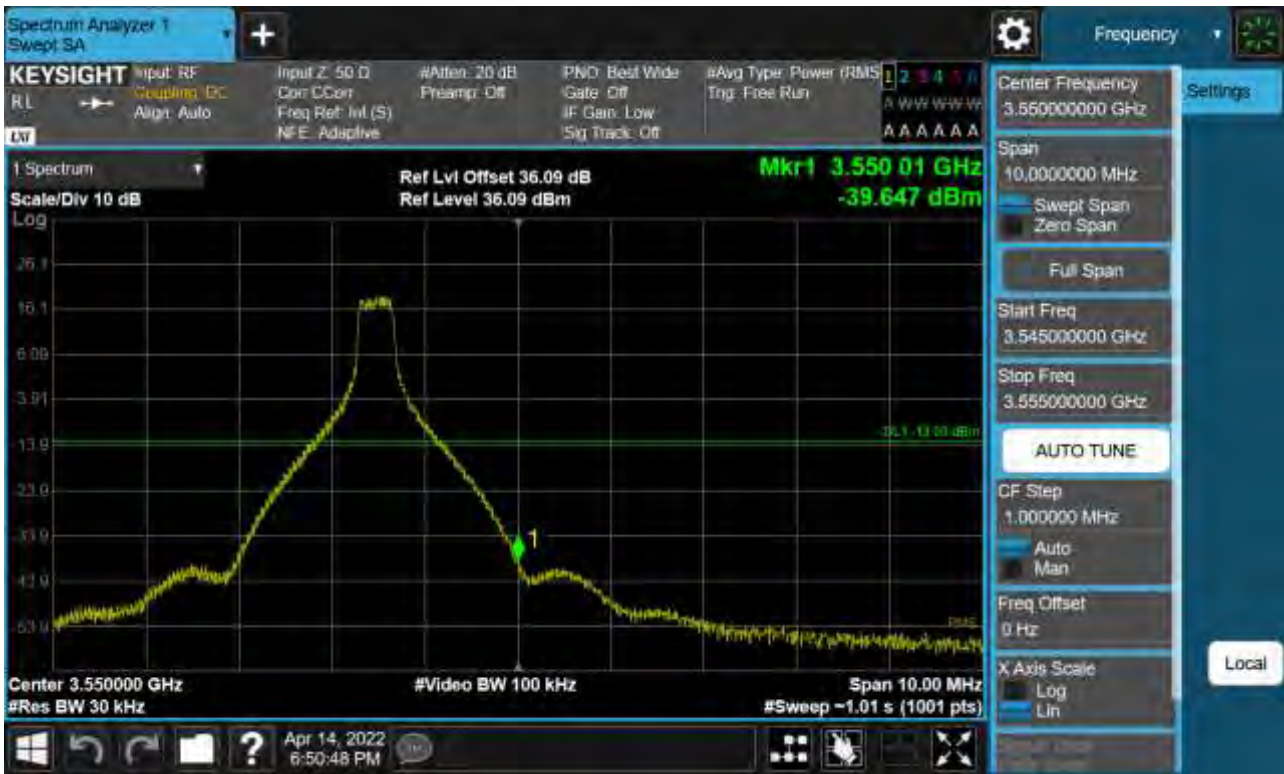 Spectrum Analyzer 1
Swept SA
Frequency
KEYSIGHT
RL
Input: RF
Coupling: DC
Align: Auto
Input Z: 50 Ω
Corr CCorr
Freq Ref: Int (S)
NFE: Adaptive
#Atten: 20 dB
Preamp: Off
PNO: Best Wide
Gate: Off
IF Gain: Low
Sig Track: Off
#Avg Type: Power (RMS
Trig: Free Run
1 2 3 4 5 6
A W W W W W
A A A A A A
LXI
1 Spectrum
Scale/Div 10 dB
Ref Lvl Offset 36.09 dB
Ref Level 36.09 dBm
Mkr1 3.550 01 GHz
-39.647 dBm
Log
26.1
16.1
6.09
-3.91
-13.9
-23.9
-33.9
-43.9
-53.9
DL1 -13.00 dBm
1
RMS
Center 3.550000 GHz
#Video BW 100 kHz
Span 10.00 MHz
#Res BW 30 kHz
#Sweep ~1.01 s (1001 pts)
Center Frequency
3.550000000 GHz
Settings
Span
10.0000000 MHz
Swept Span
Zero Span
Full Span
Start Freq
3.545000000 GHz
Stop Freq
3.555000000 GHz
AUTO TUNE
CF Step
1.000000 MHz
Auto
Man
Freq Offset
0 Hz
X Axis Scale
Log
Lin
Local
?
Apr 14, 2022
6:50:48 PM